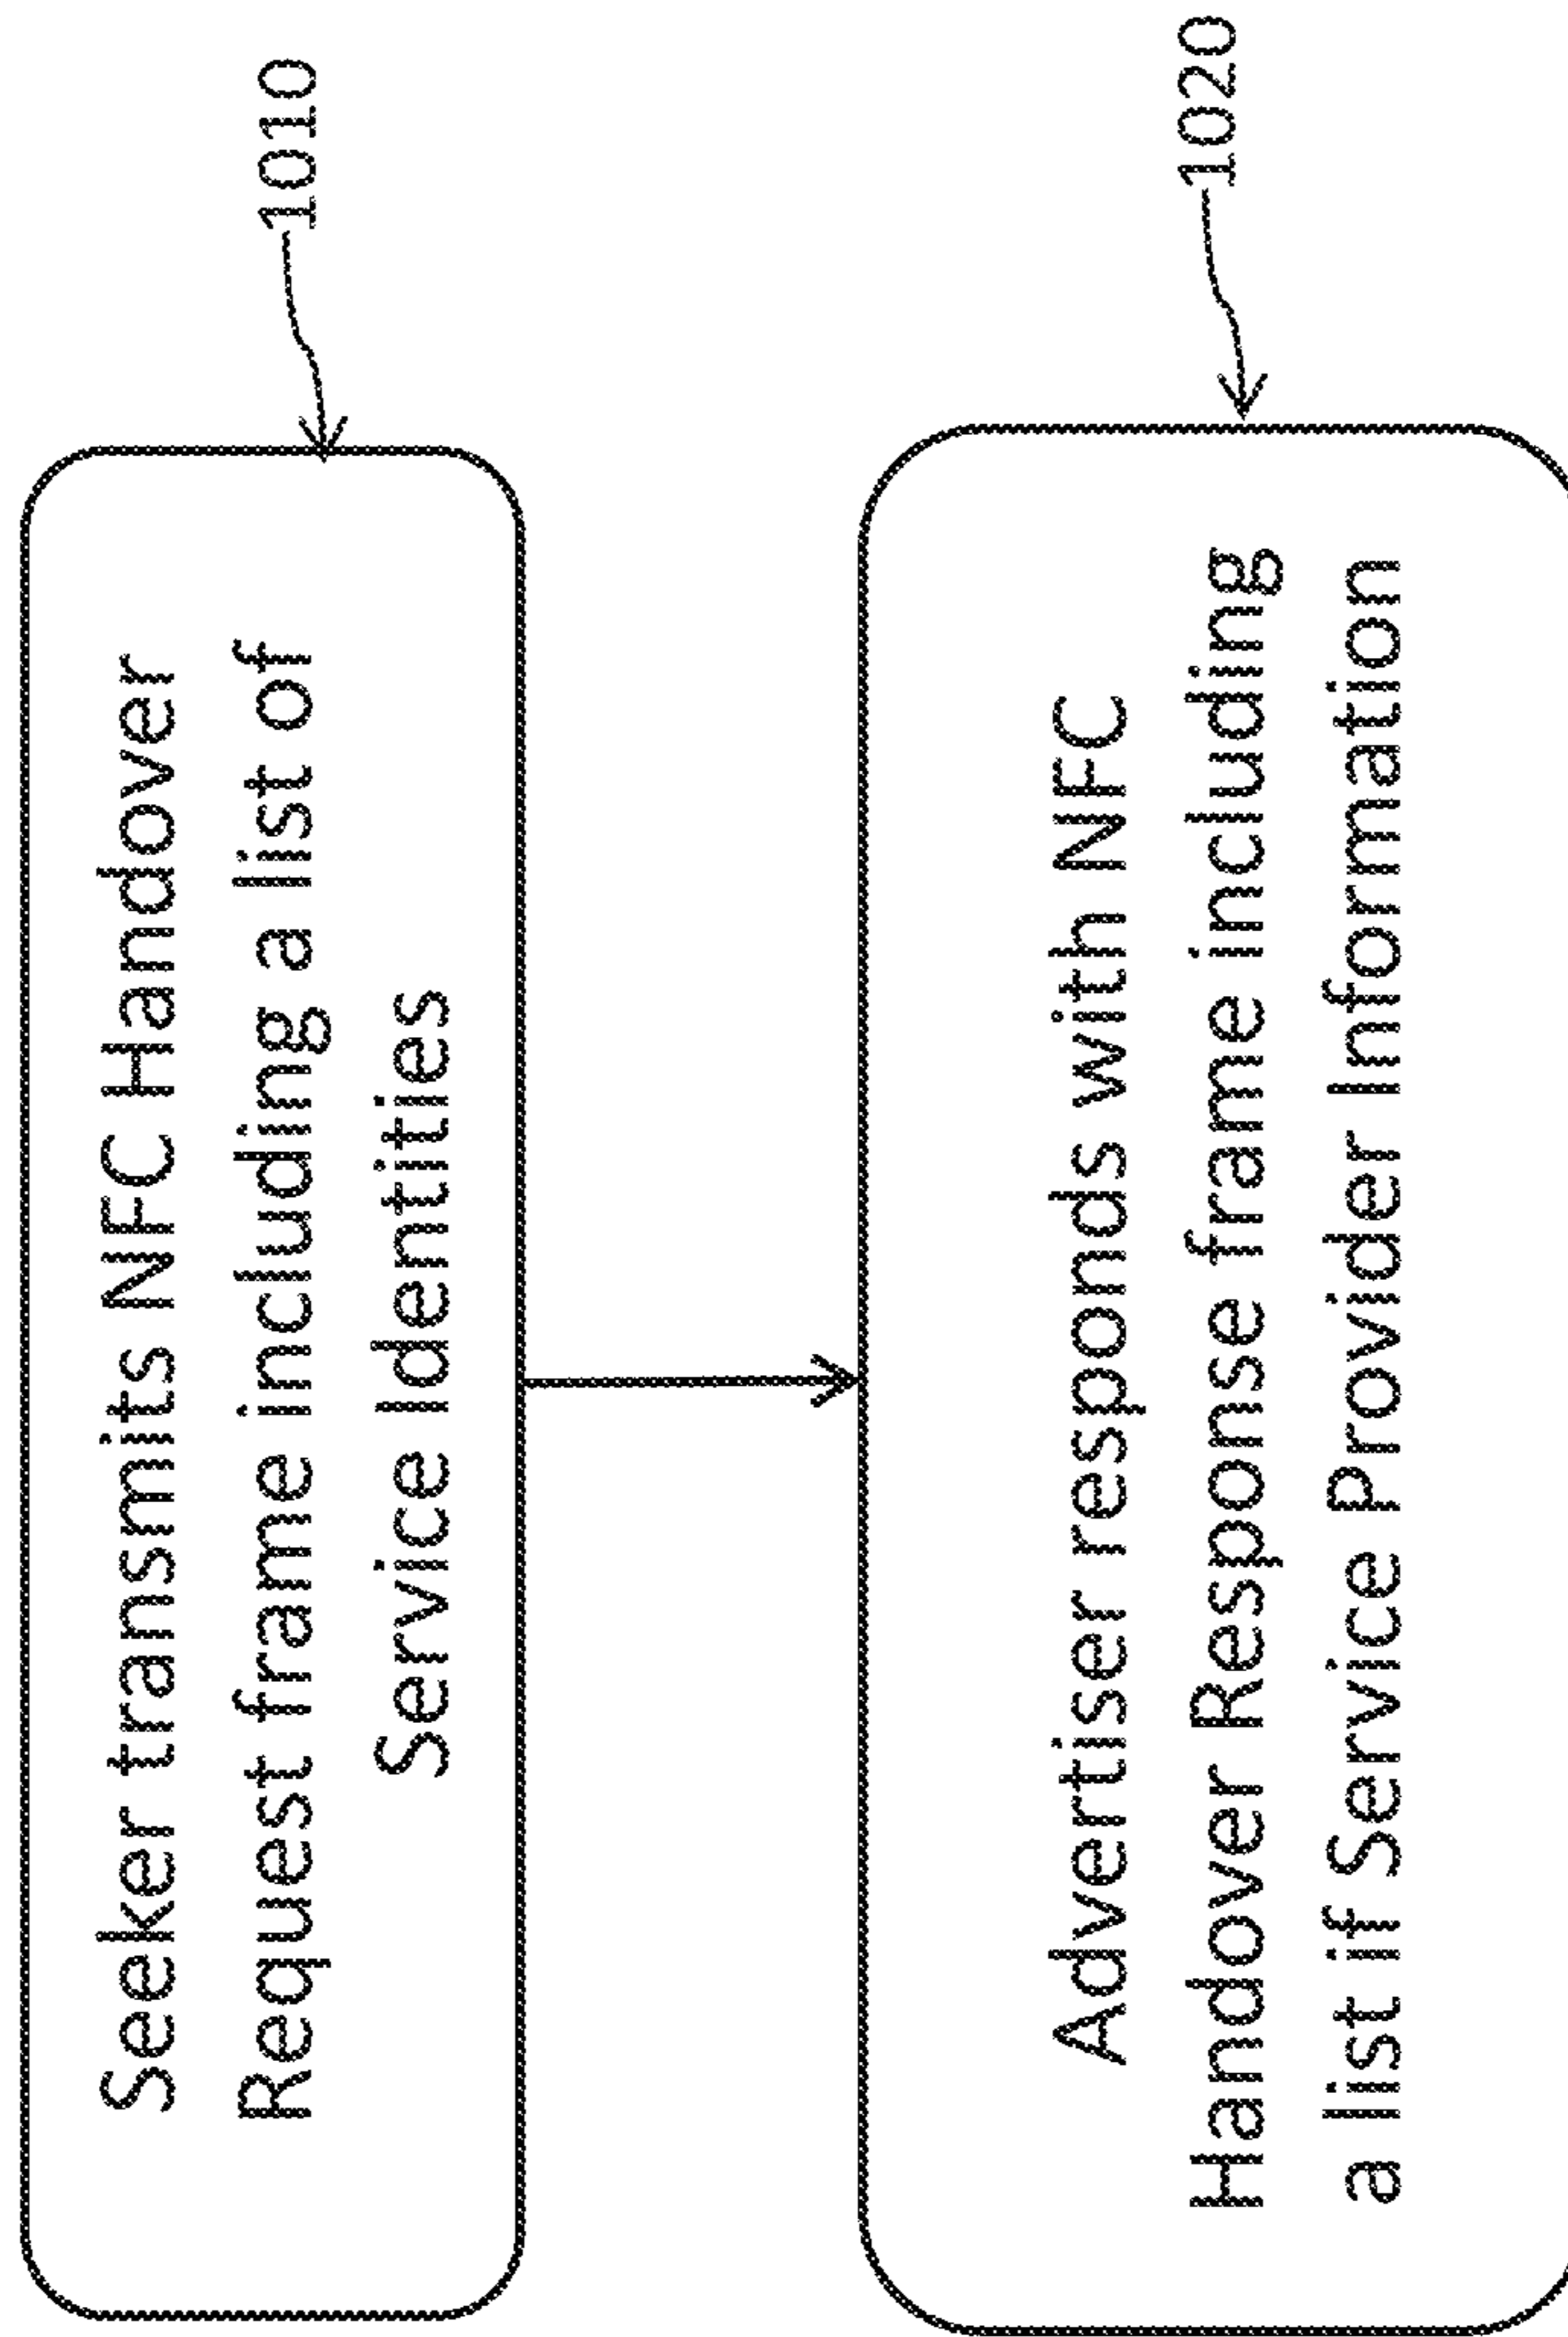 Seeker transmits NFC Handover
Request frame including a list of
Service Identities
1010
Advertiser responds with NFC
Handover Response frame including
a list if Service Provider Information
1020